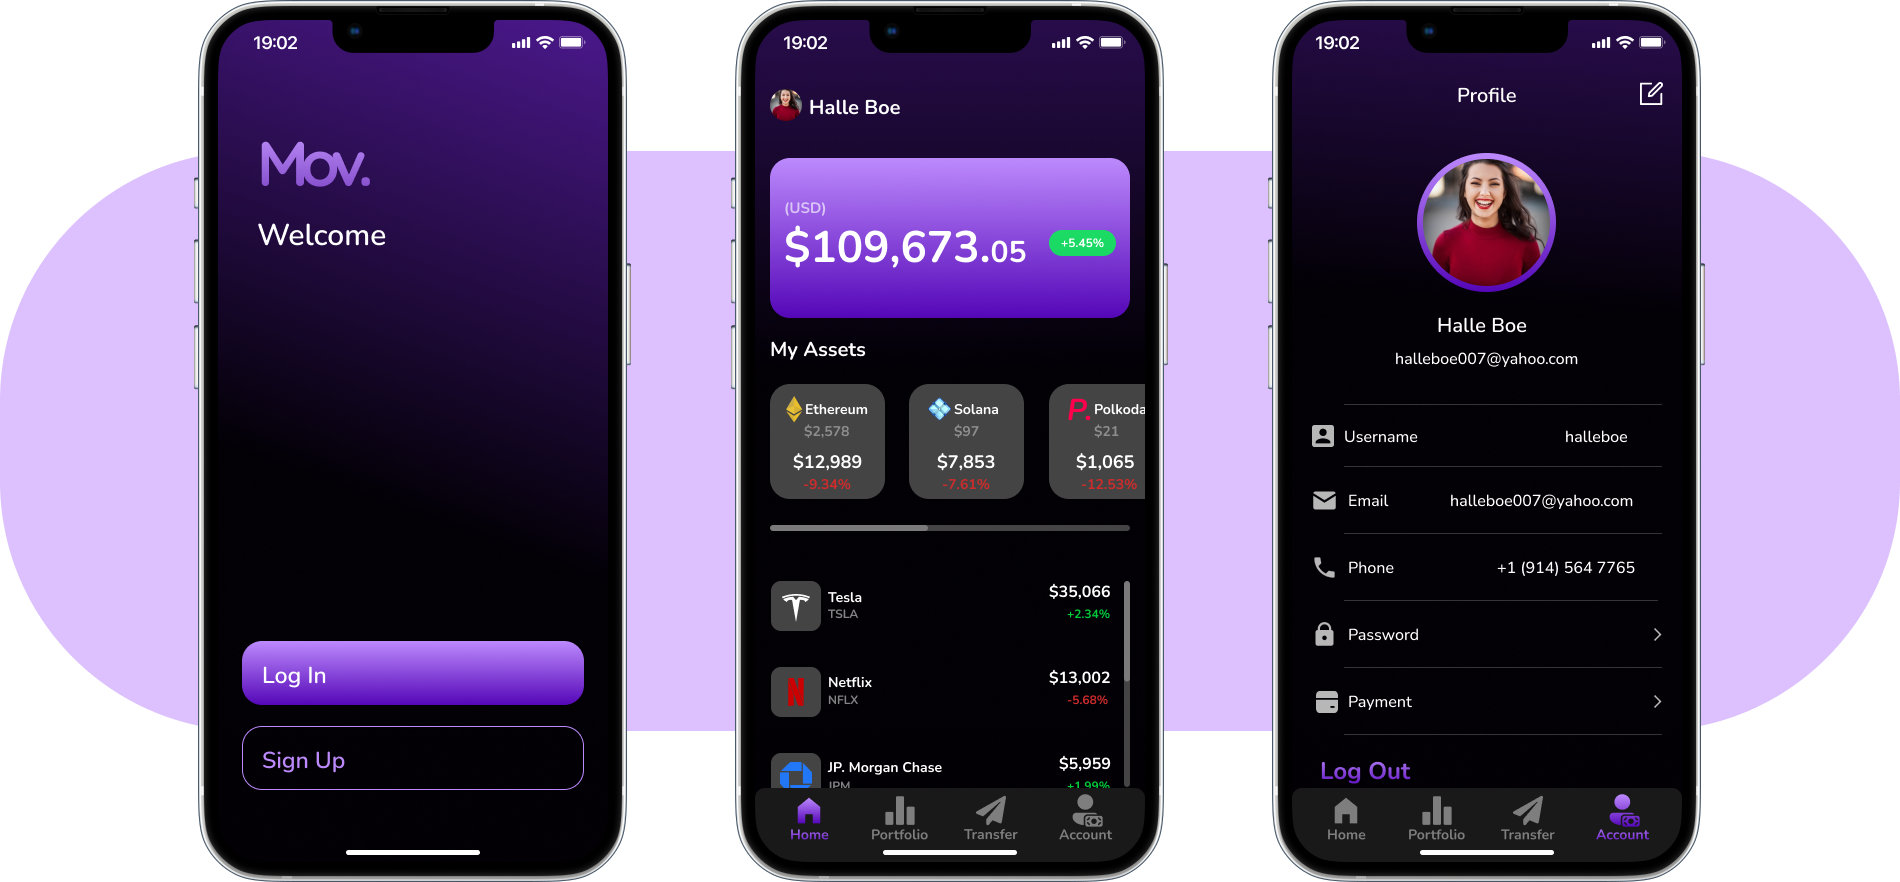 19:02
Mov.
Welcome
Log In
Sign Up
19:02
Halle Boe
(USD)
$109,673.05
+5.45%
My Assets
Ethereum
$2,578
$12,989
-9.34%
Solana
$97
$7,853
-7.61%
P. Polkoda
$21
$1,065
-12.53%
Tesla
TSLA
$35,066
+2.34%
N
Netflix
NFLX
$13,002
-5.68%
JP. Morgan Chase
JPM
$5,959
+1.99%
Home
Portfolio
Transfer
Account
19:02
Profile
Halle Boe
halleboe007@yahoo.com
Username halleboe
Email halleboe007@yahoo.com
Phone +1 (914) 564 7765
Password
Payment
Log Out
Home
Portfolio
Transfer
Account